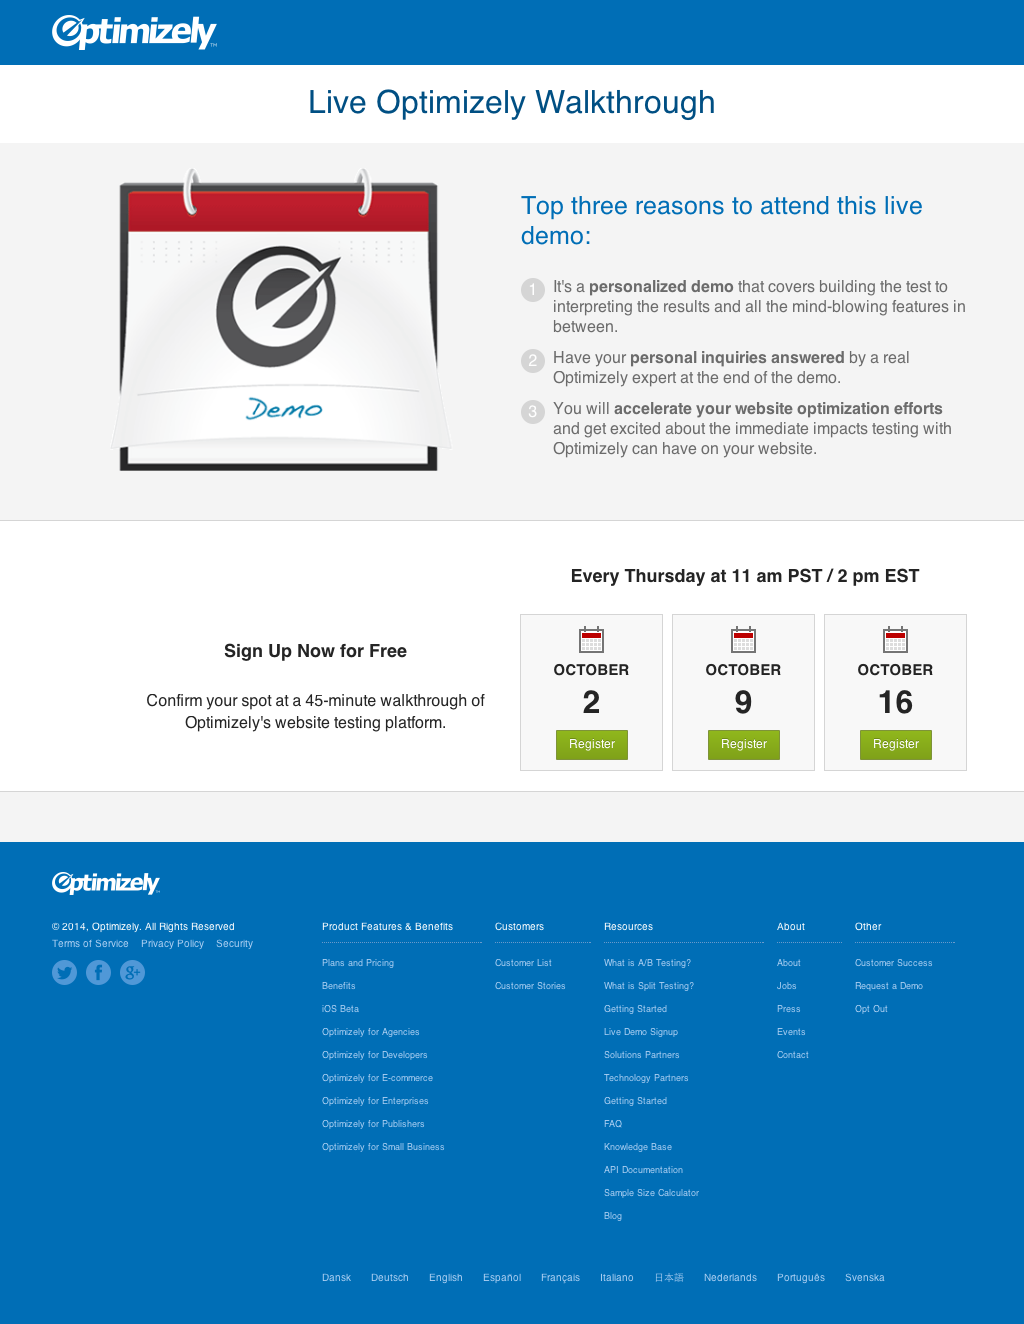 Optimizely™
Live Optimizely Walkthrough
Demo
Top three reasons to attend this live
demo:
1 It's a personalized demo that covers building the test to
interpreting the results and all the mind-blowing features in
between.
2 Have your personal inquiries answered by a real
Optimizely expert at the end of the demo.
3 You will accelerate your website optimization efforts
and get excited about the immediate impacts testing with
Optimizely can have on your website.
Sign Up Now for Free
Confirm your spot at a 45-minute walkthrough of
Optimizely's website testing platform.
Every Thursday at 11 am PST / 2 pm EST
OCTOBER
2
Register
OCTOBER
9
Register
OCTOBER
16
Register
Optimizely
© 2014, Optimizely. All Rights Reserved
Terms of Service Privacy Policy Security
Product Features & Benefits
Plans and Pricing
Benefits
iOS Beta
Optimizely for Agencies
Optimizely for Developers
Optimizely for E-commerce
Optimizely for Enterprises
Optimizely for Publishers
Optimizely for Small Business
Customers
Customer List
Customer Stories
Resources
What is A/B Testing?
What is Split Testing?
Getting Started
Live Demo Signup
Solutions Partners
Technology Partners
Getting Started
FAQ
Knowledge Base
API Documentation
Sample Size Calculator
Blog
About
About
Jobs
Press
Events
Contact
Other
Customer Success
Request a Demo
Opt Out
Dansk Deutsch English Español Français Italiano 日本語 Nederlands Português Svenska